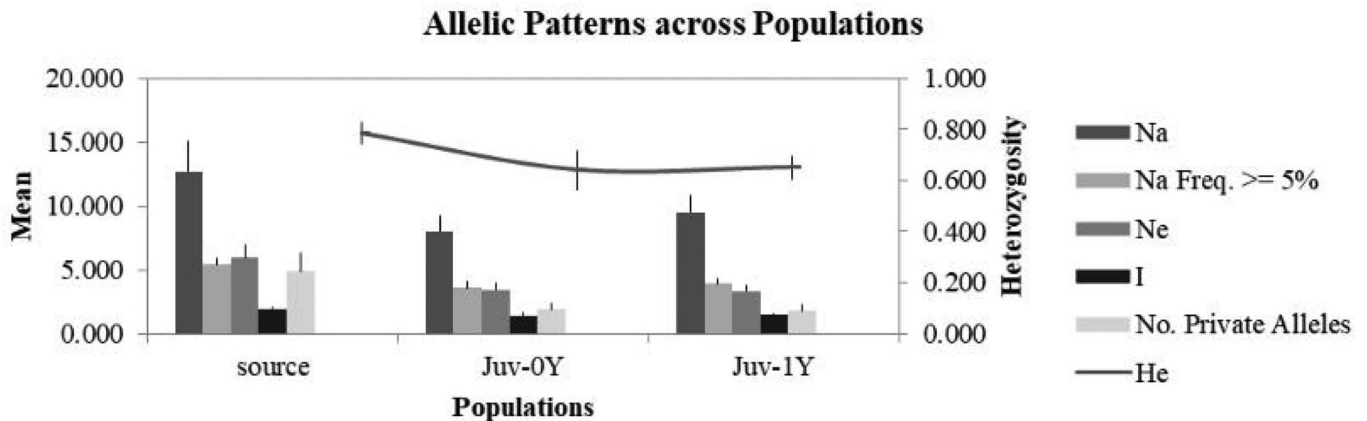 Allelic Patterns across Populations
20.000
15.000
10.000
5.000
0.000
Mean
source
Juv-0Y
Juv-1Y
Populations
1.000
0.800
0.600
0.400
0.200
0.000
Heterozygosity
Na
Na Freq. >= 5%
Ne
I
No. Private Alleles
He